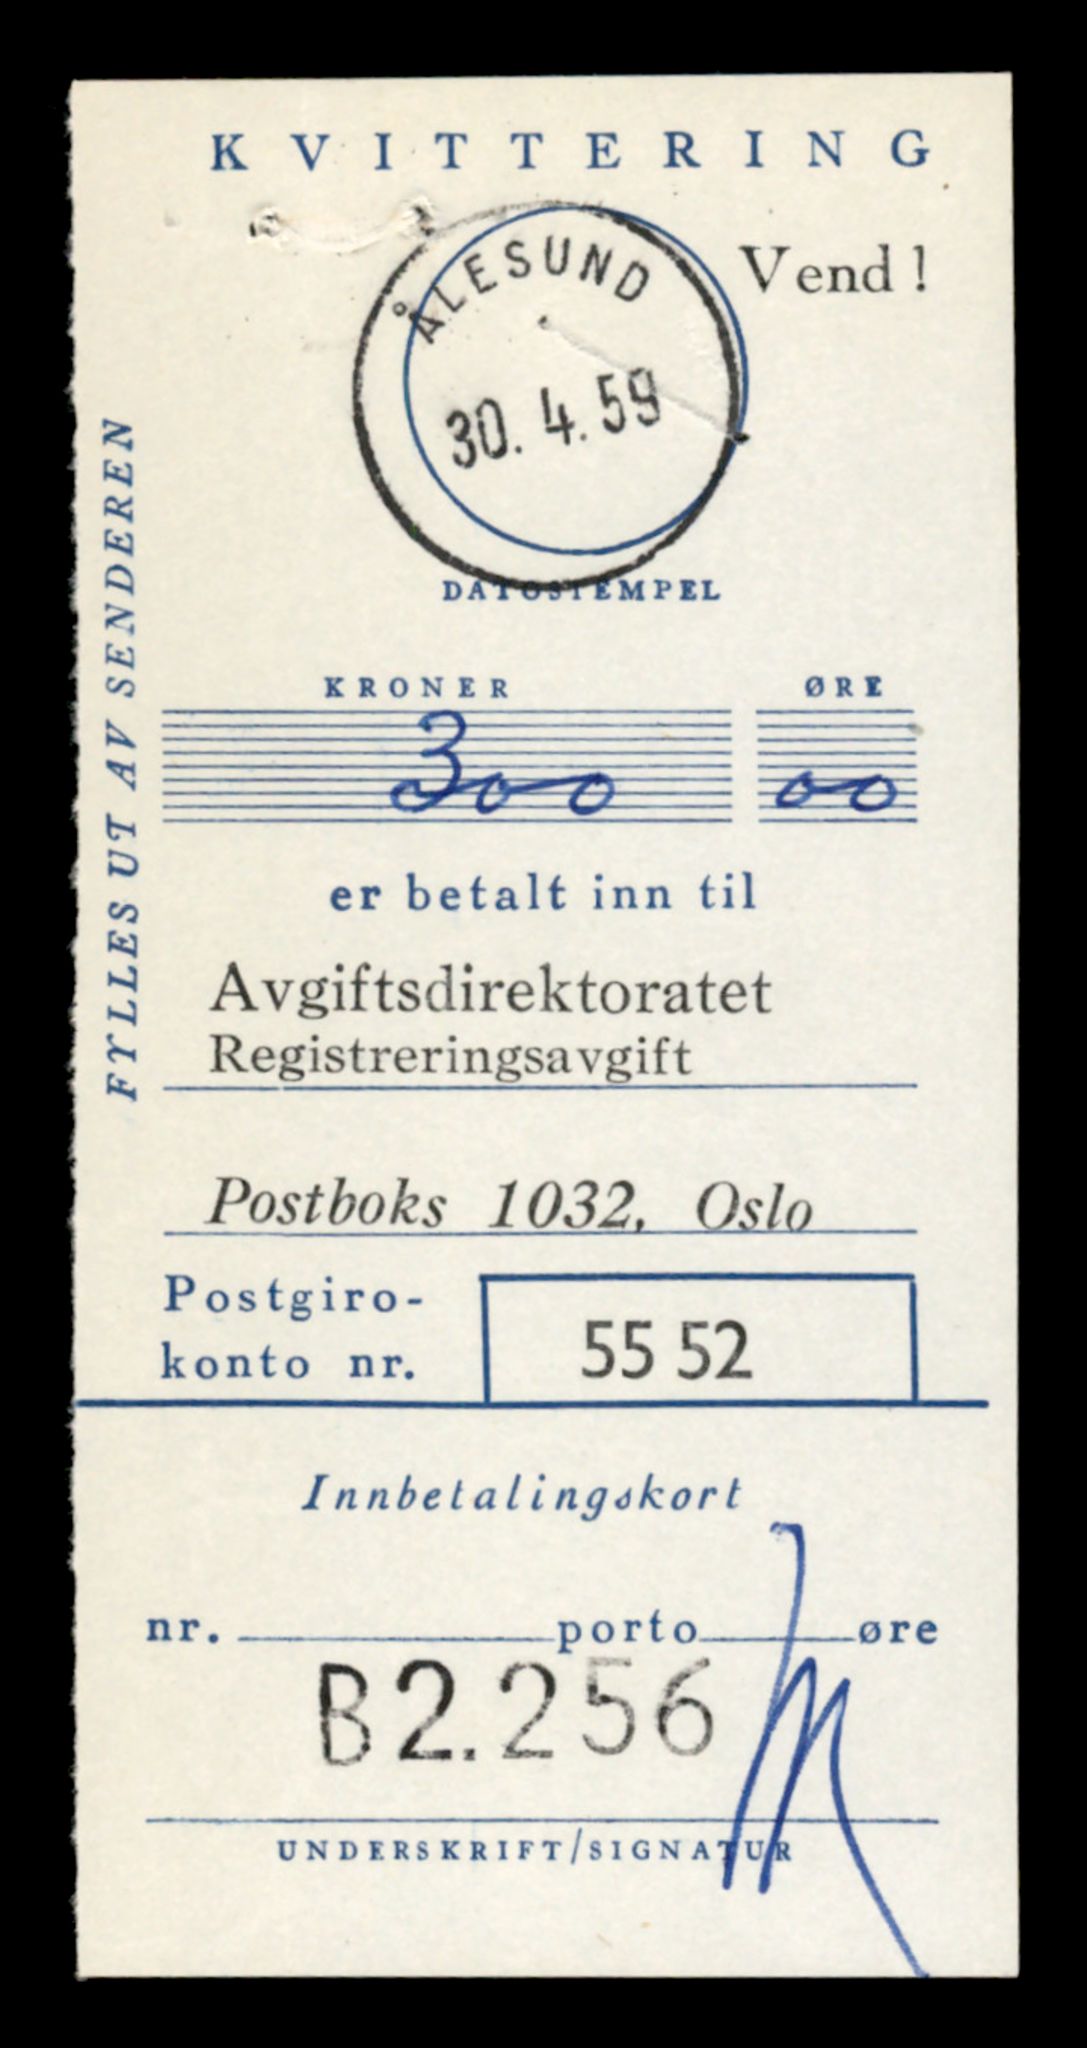 KVITTERING
Vend!
ÅLESUND
30.4.59
DATOSTEMPEL
FYLLES UT AV SENDEREN
KRONER ØRE
300 00
er betalt inn til
Avgiftsdirektoratet
Registreringsavgift
Postboks 1032, Oslo
Postgiro-
konto nr. 55 52
Innbetalingskort
nr. porto øre
B2.256
UNDERSKRIFT/SIGNATUR